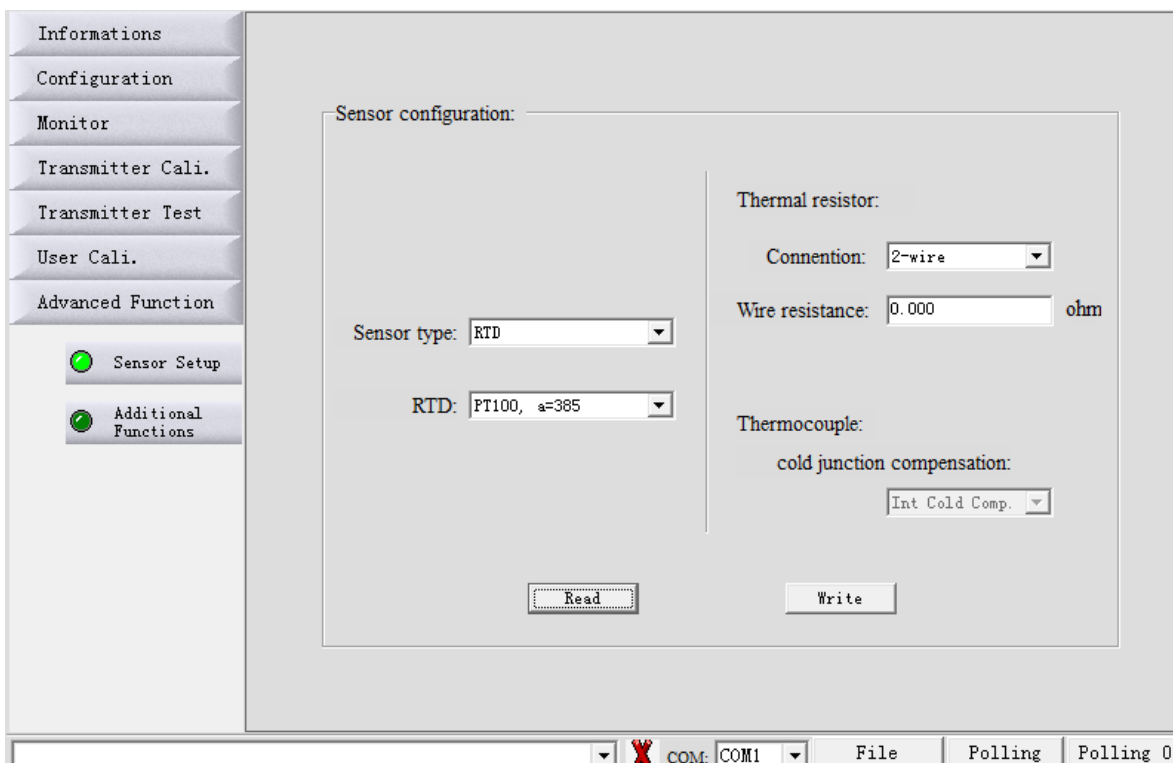 Informations
Configuration
Monitor
Transmitter Cali.
Transmitter Test
User Cali.
Advanced Function
Sensor Setup
Additional
Functions
Sensor configuration:
Sensor type: RTD
RTD: PT100, a=385
Thermal resistor:
Connention: 2-wire
Wire resistance: 0.000 ohm
Thermocouple:
cold junction compensation:
Int Cold Comp.
Read Write
COM: COM1 File Polling Polling 0